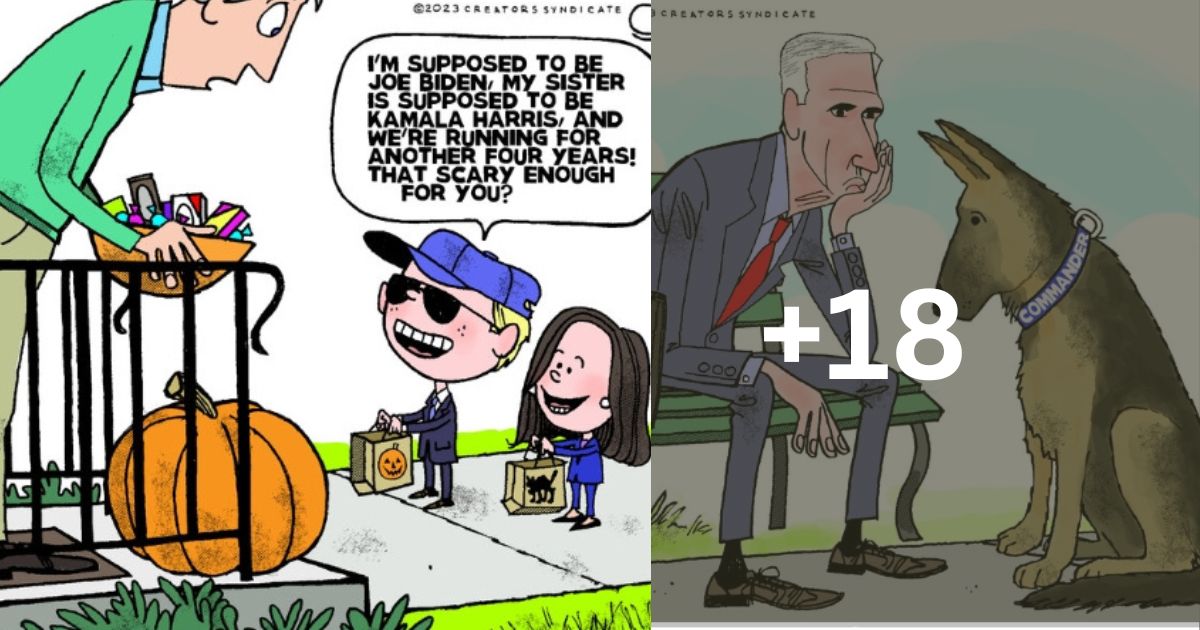 ©2023 CREATORS SYNDICATE
I'M SUPPOSED TO BE
JOE BIDEN, MY SISTER
IS SUPPOSED TO BE
KAMALA HARRIS, AND
WE'RE RUNNING FOR
ANOTHER FOUR YEARS!
THAT SCARY ENOUGH
FOR YOU?
3 CREATORS SYNDICATE
COMMANDER
+18